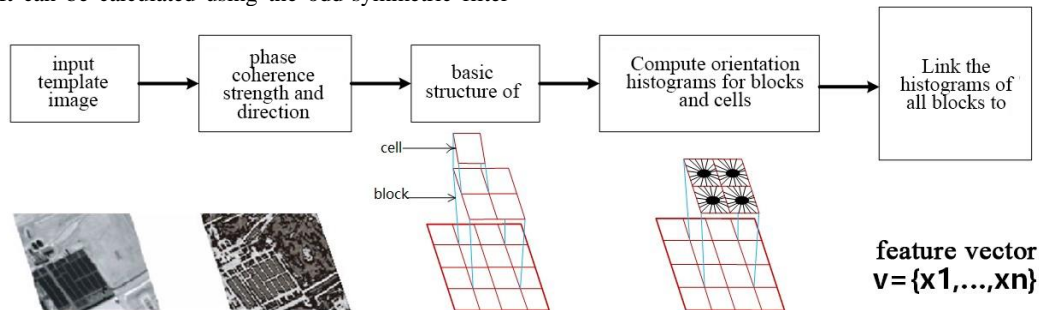 it can be calculated using the odd-symmetric filter
input
template
image
phase
coherence
strength and
direction
basic
structure of
Compute orientation
histograms for blocks
and cells
Link the
histograms of
all blocks to
cell
block
feature vector
v={x1,...,xn}